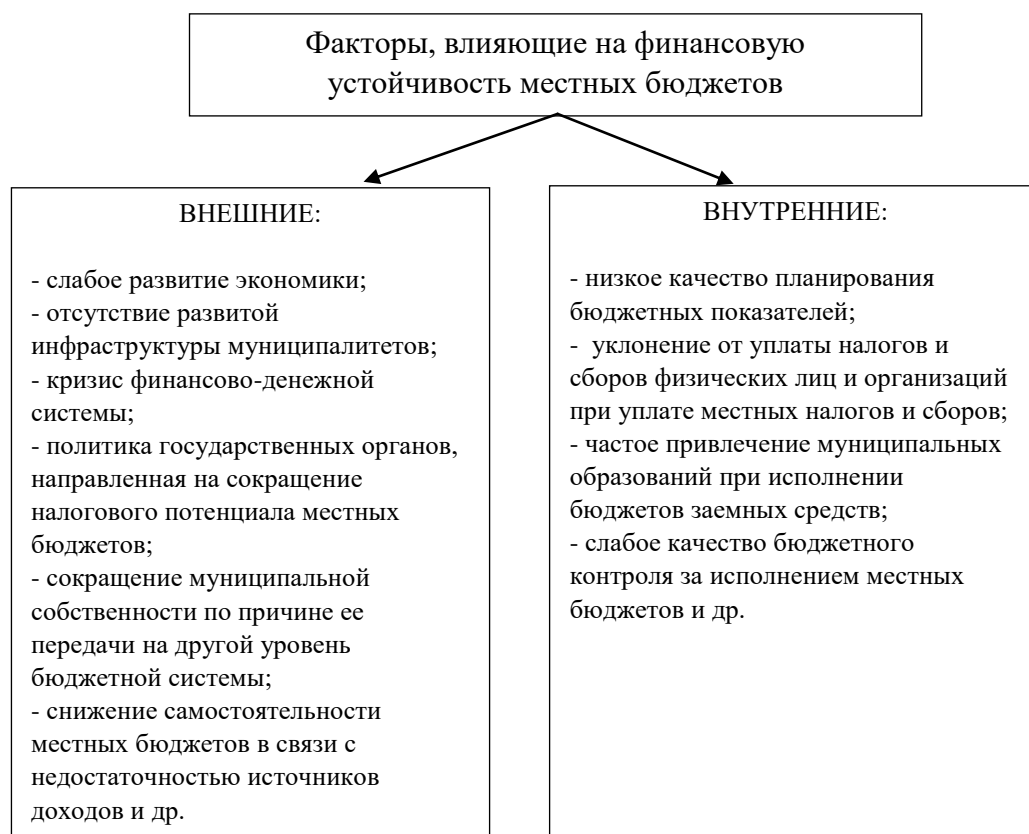 Факторы, влияющие на финансовую
устойчивость местных бюджетов
ВНЕШНИЕ:
- слабое развитие экономики;
- отсутствие развитой
инфраструктуры муниципалитетов;
- кризис финансово-денежной
системы;
- политика государственных органов,
направленная на сокращение
налогового потенциала местных
бюджетов;
- сокращение муниципальной
собственности по причине ее
передачи на другой уровень
бюджетной системы;
- снижение самостоятельности
местных бюджетов в связи с
недостаточностью источников
доходов и др.
ВНУТРЕННИЕ:
- низкое качество планирования
бюджетных показателей;
- уклонение от уплаты налогов и
сборов физических лиц и организаций
при уплате местных налогов и сборов;
- частое привлечение муниципальных
образований при исполнении
бюджетов заемных средств;
- слабое качество бюджетного
контроля за исполнением местных
бюджетов и др.